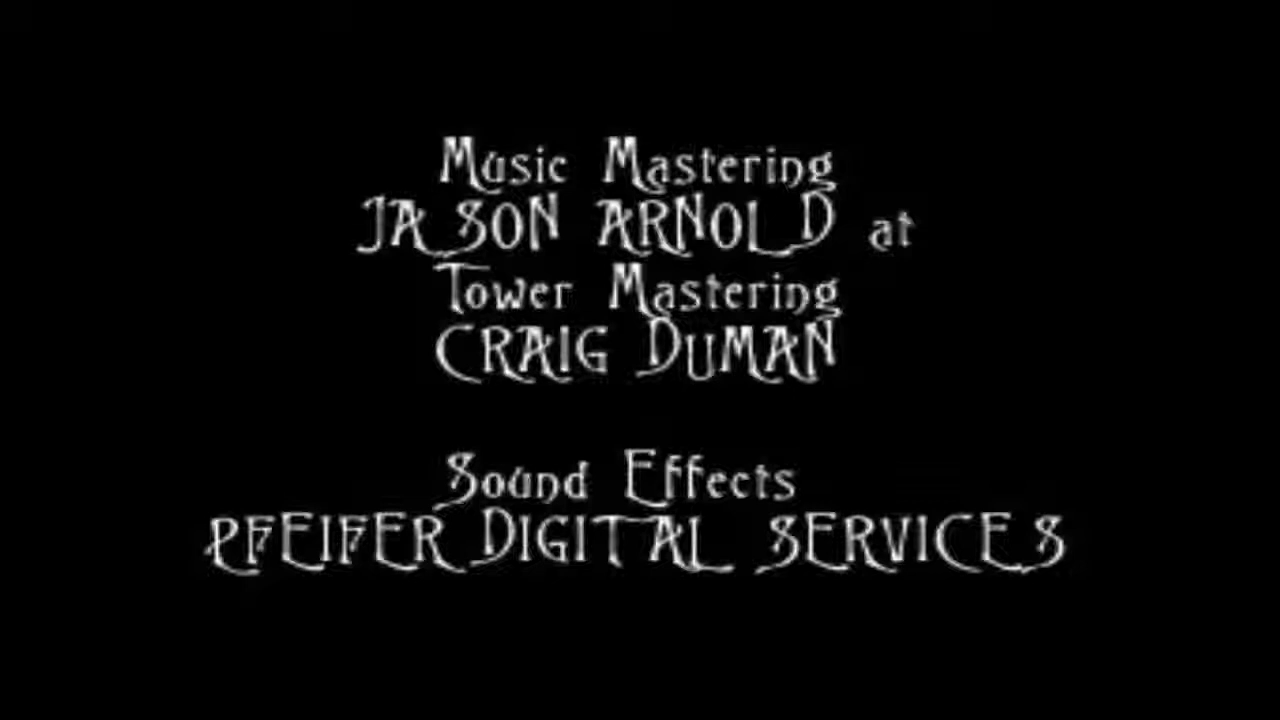 Music Mastering
JASON ARNOLD at
Tower Mastering
CRAIG DUMAN
Sound Effects
PFEIFER DIGITAL SERVICES